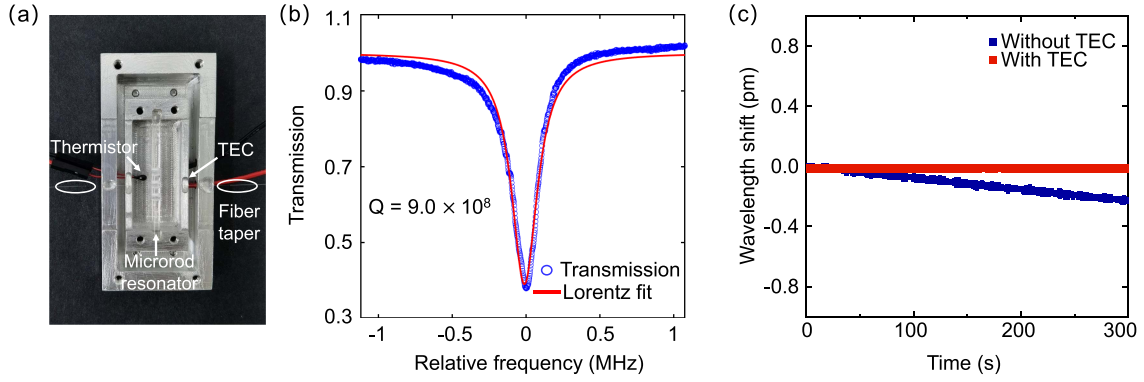 (a)
Thermistor
TEC
Fiber
taper
Microrod
resonator
(b)
1.1
0.9
0.7
0.5
0.3
Transmission
Q = 9.0 × 10⁸
Transmission
Lorentz fit
-1
-0.5
0
0.5
1
Relative frequency (MHz)
(c)
0.8
0.4
0.0
-0.4
-0.8
Wavelength shift (pm)
Without TEC
With TEC
0
100
200
300
Time (s)